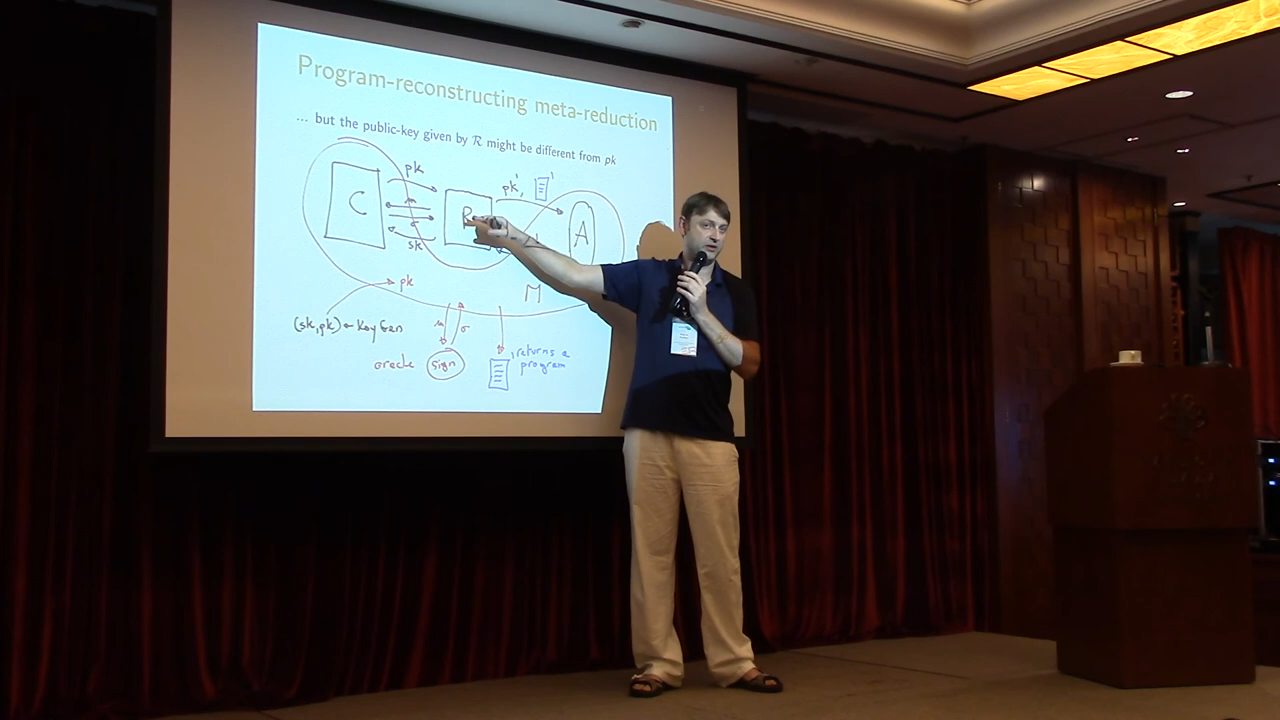 Program-reconstructing meta-reduction
... but the public-key given by R might be different from pk
pk
pk',
C
m
R
A
σ
sk
M
pk
(sk,pk) ← KeyGen
m
σ
oracle
Sign
returns a
program